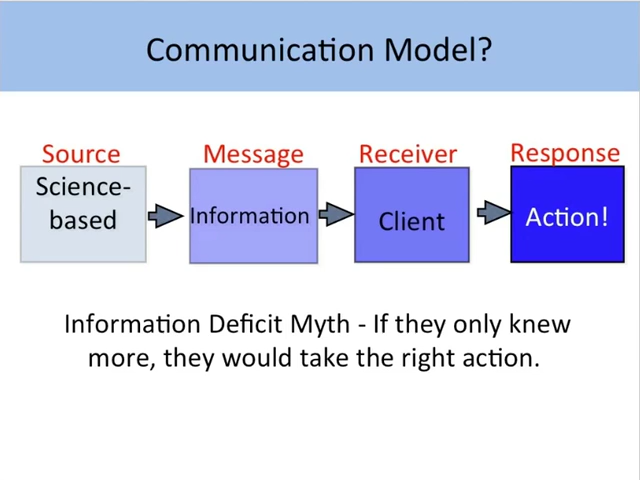 Communication Model?
Source
Message
Receiver
Response
Science-
based
Information
Client
Action!
Information Deficit Myth - If they only knew
more, they would take the right action.